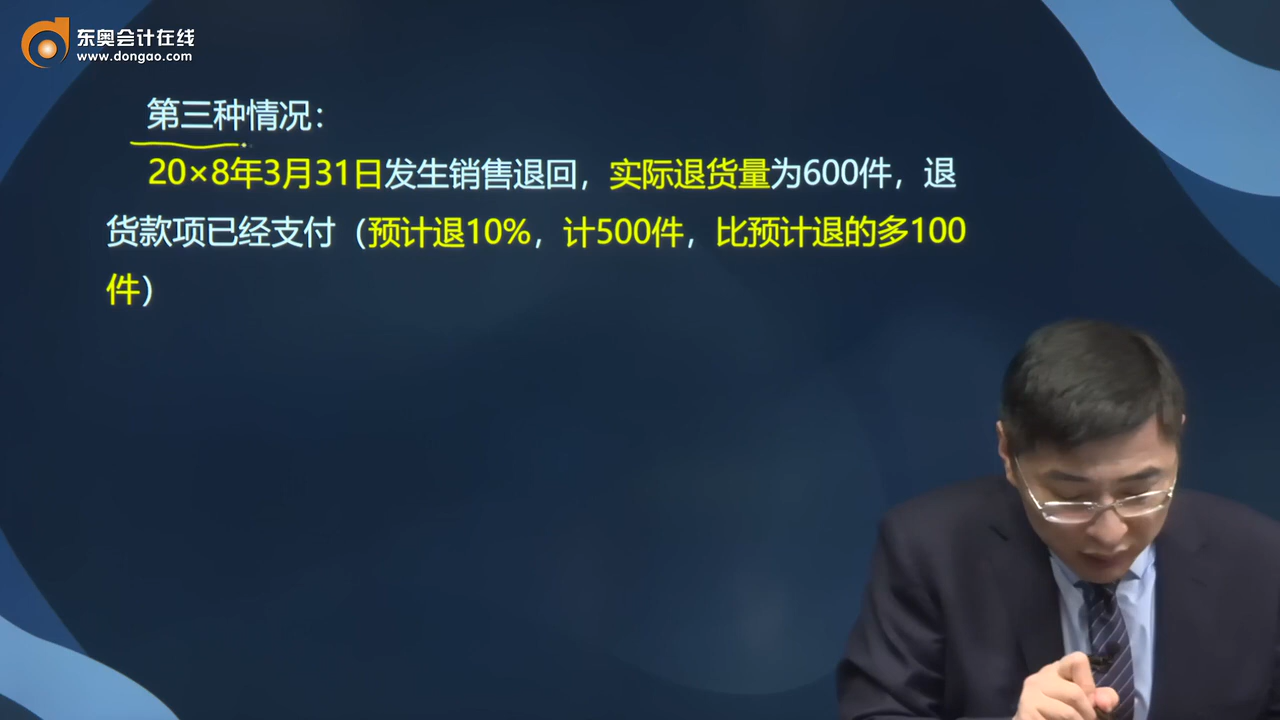 东奥会计在线
www.dongao.com
第三种情况：
20×8年3月31日发生销售退回，实际退货量为600件，退
货款项已经支付（预计退10%，计500件，比预计退的多100
件）